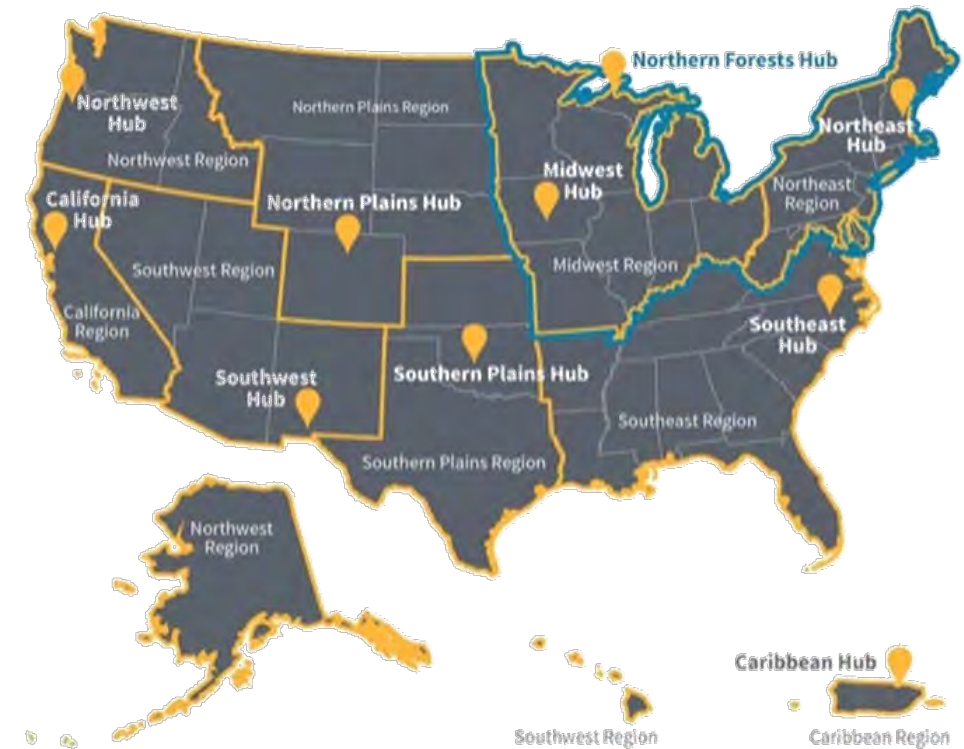 Northern Forests Hub
Northwest
Hub
Northern Plains Region
Northeast
Hub
Northwest Region
Midwest
Hub
Northeast
Region
California
Hub
Northern Plains Hub
Southwest Region
Midwest Region
California
Region
Southeast
Hub
Southwest
Hub
Southern Plains Hub
Southeast Region
Southern Plains Region
Northwest
Region
Caribbean Hub
Southwest Region
Caribbean Region